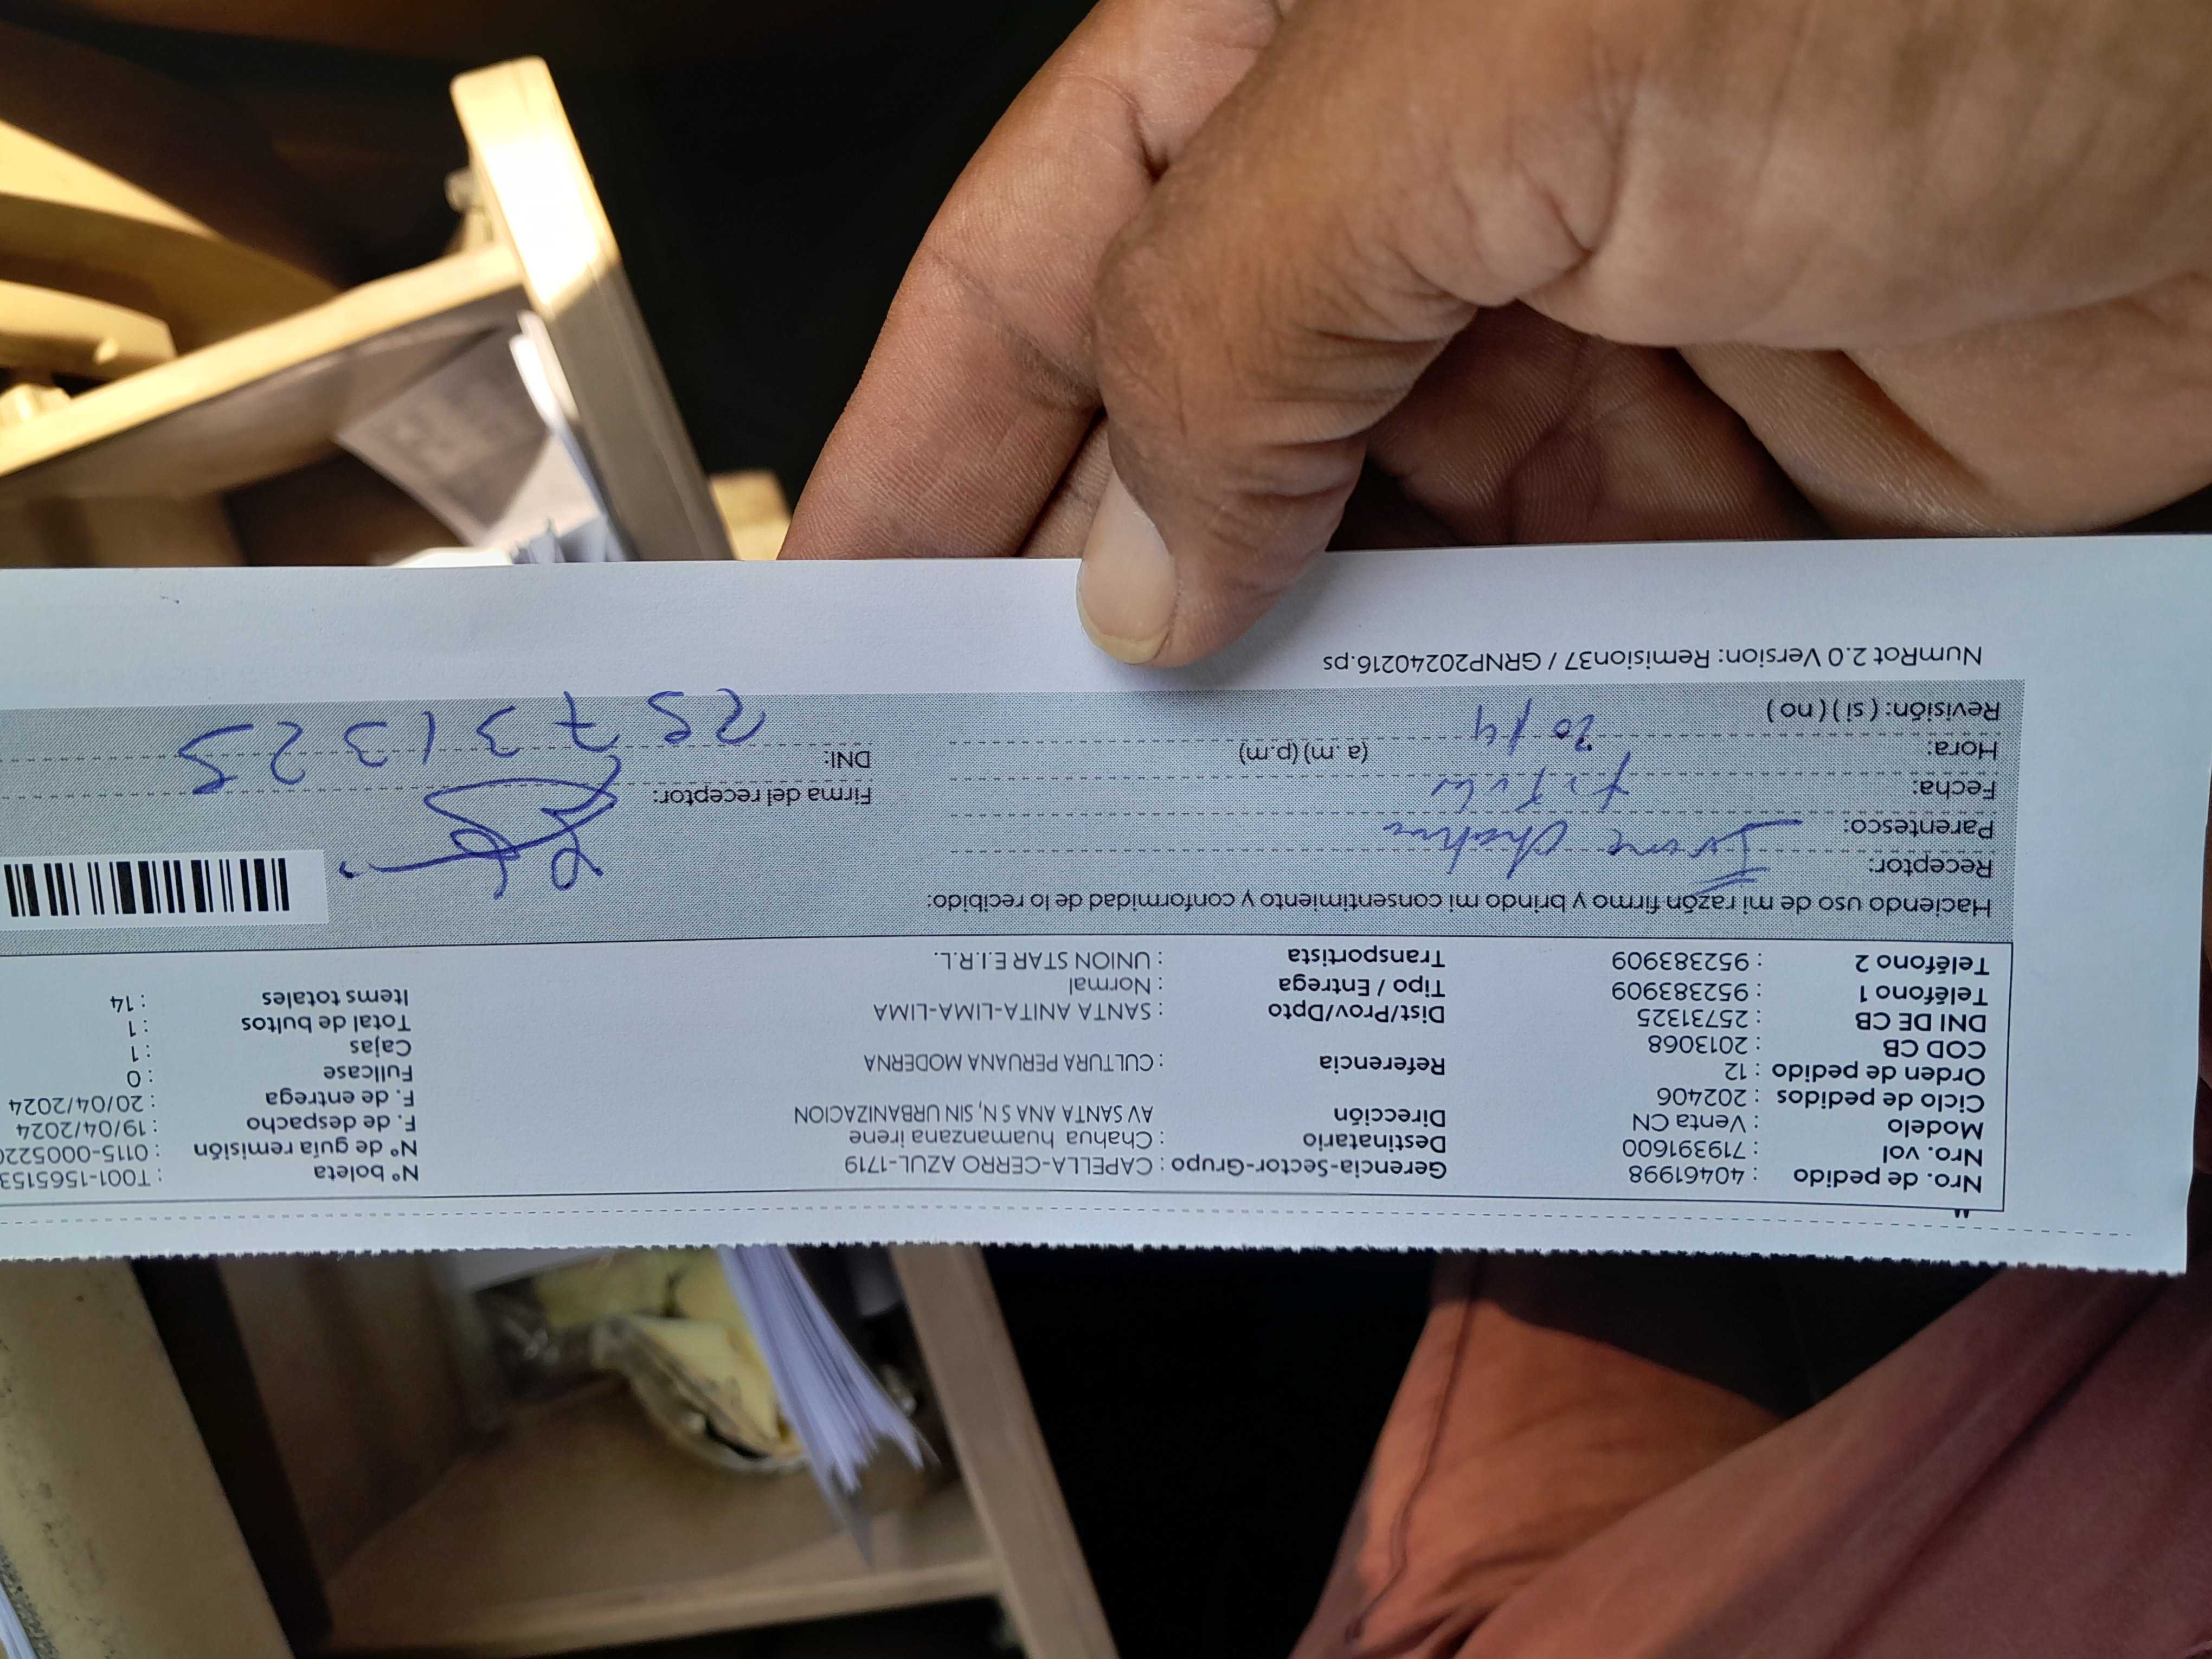 Nro. de pedido : 40461998 Gerencia-Sector-Grupo : CAPELLA-CERRO AZUL-1719 N° boleta : T001-1565153
Nro. vol : 719391600 Destinatario : Chahua huamanzana irene N° de guía remisión : 0115-0005220
Modelo : Venta CN Dirección AV SANTA ANA S N, SIN URBANIZACION F. de despacho : 19/04/2024
Ciclo de pedidos : 202406 F. de entrega : 20/04/2024
Orden de pedido : 12 Referencia : CULTURA PERUANA MODERNA Fullcase : 0
COD CB : 2013068 Cajas : 1
DNI DE CB : 25731325 Dist/Prov/Dpto : SANTA ANITA-LIMA-LIMA Total de bultos : 1
Teléfono 1 : 952383909 Tipo / Entrega : Normal Items totales : 14
Teléfono 2 : 952383909 Transportista : UNION STAR E.I.R.L.
Haciendo uso de mi razón firmo y brindo mi consentimiento y conformidad de lo recibido:
Receptor: Irene Chahua
Parentesco:
Fecha: Firma del receptor:
Hora: 20/4 (a. m) (p.m) DNI: 25731325
Revisión: ( si ) ( no )
NumRot 2.0 Version: Remision37 / GRNP20240216.ps